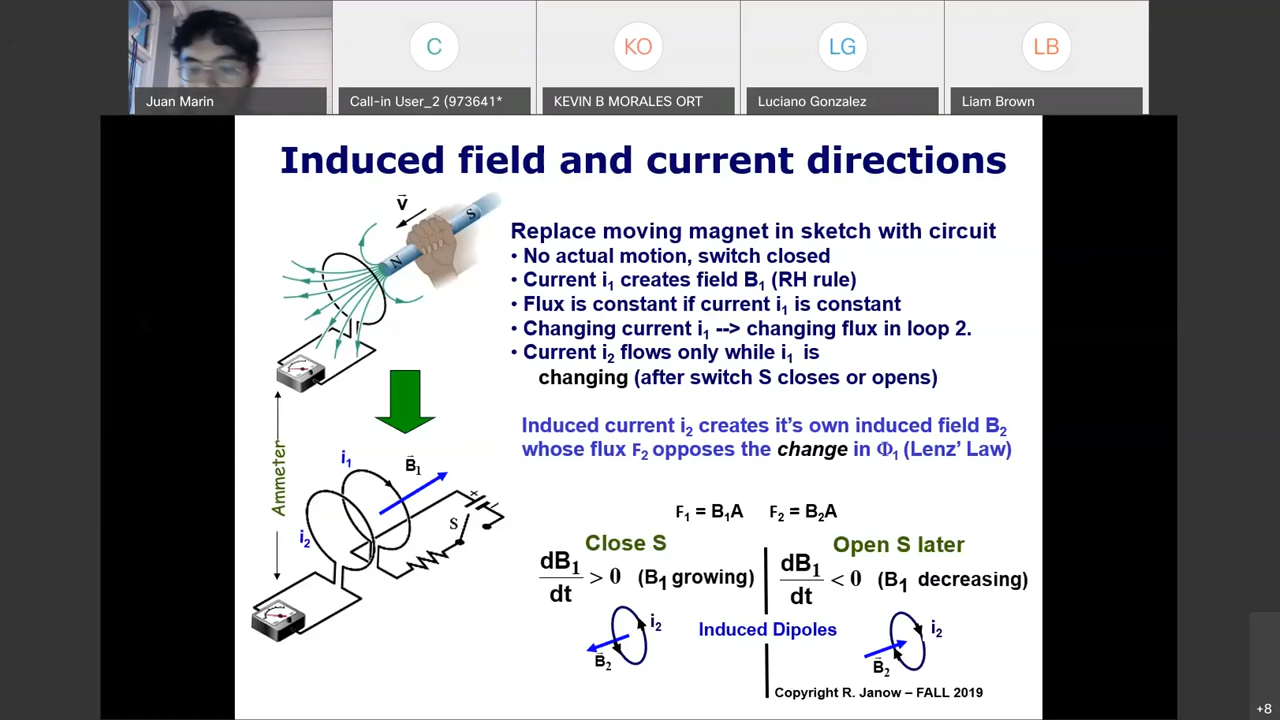 C
KO
LG
LB
Juan Marin
Call-in User_2 (973641*
KEVIN B MORALES ORT
Luciano Gonzalez
Liam Brown
Induced field and current directions
v
S
N
Replace moving magnet in sketch with circuit
• No actual motion, switch closed
• Current i₁ creates field B₁ (RH rule)
• Flux is constant if current i₁ is constant
• Changing current i₁ --> changing flux in loop 2.
• Current i₂ flows only while i₁ is
changing (after switch S closes or opens)
Induced current i₂ creates it's own induced field B₂
whose flux F₂ opposes the change in Φ₁ (Lenz' Law)
Ammeter
i₁
B₁
i₂
+
-
S
F₁ = B₁A F₂ = B₂A
Close S
dB₁/dt > 0 (B₁ growing)
Open S later
dB₁/dt < 0 (B₁ decreasing)
i₂
B₂
Induced Dipoles
i₂
B₂
Copyright R. Janow – FALL 2019
+8